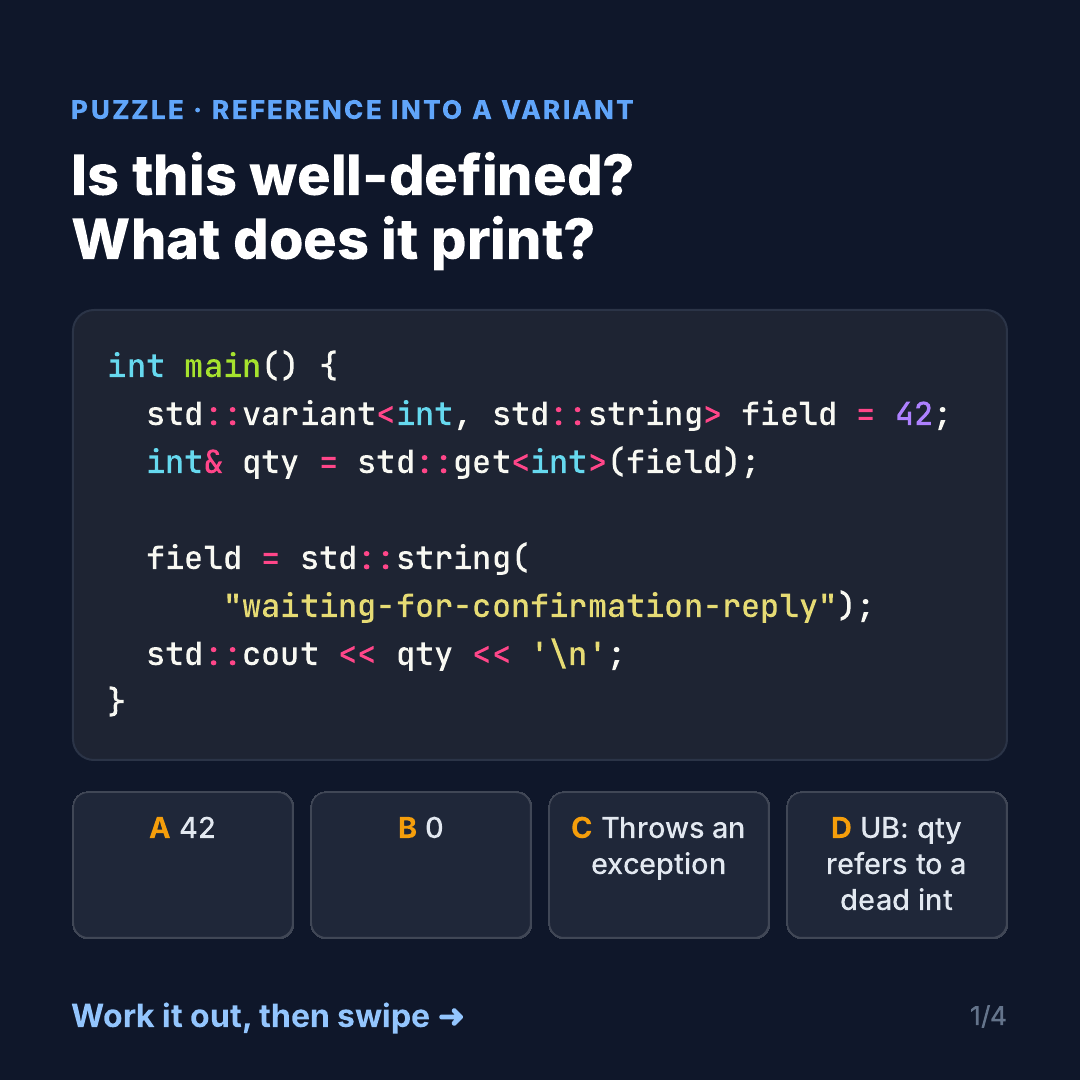 PUZZLE · REFERENCE INTO A VARIANT
Is this well-defined?
What does it print?
int main() {
  std::variant<int, std::string> field = 42;
  int& qty = std::get<int>(field);

  field = std::string(
      "waiting-for-confirmation-reply");
  std::cout << qty << '\n';
}
A 42
B 0
C Throws an
exception
D UB: qty
refers to a
dead int
Work it out, then swipe ➜
1/4